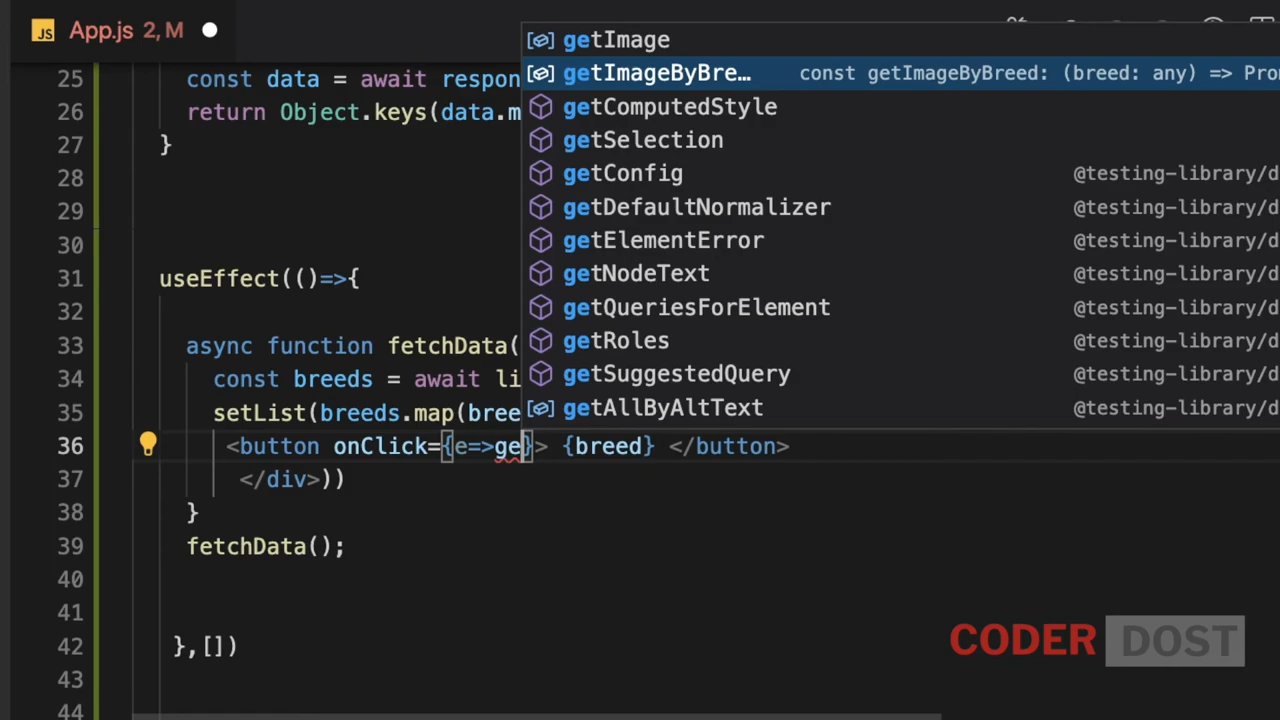 JS App.js 2, M
getImage
getImageByBre… const getImageByBreed: (breed: any) => Pro
getComputedStyle
getSelection
getConfig @testing-library/d
getDefaultNormalizer @testing-library/d
getElementError @testing-library/d
getNodeText @testing-library/d
getQueriesForElement @testing-library/d
getRoles @testing-library/d
getSuggestedQuery @testing-library/d
getAllByAltText @testing-library/d
25 const data = await respon
26 return Object.keys(data.m
27 }
28
29
30
31 useEffect(()=>{
32
33 async function fetchData(
34 const breeds = await li
35 setList(breeds.map(bree
36 <button onClick={e=>ge}> {breed} </button>
37 </div>))
38 }
39 fetchData();
40
41
42 },[])
43
44
CODER DOST